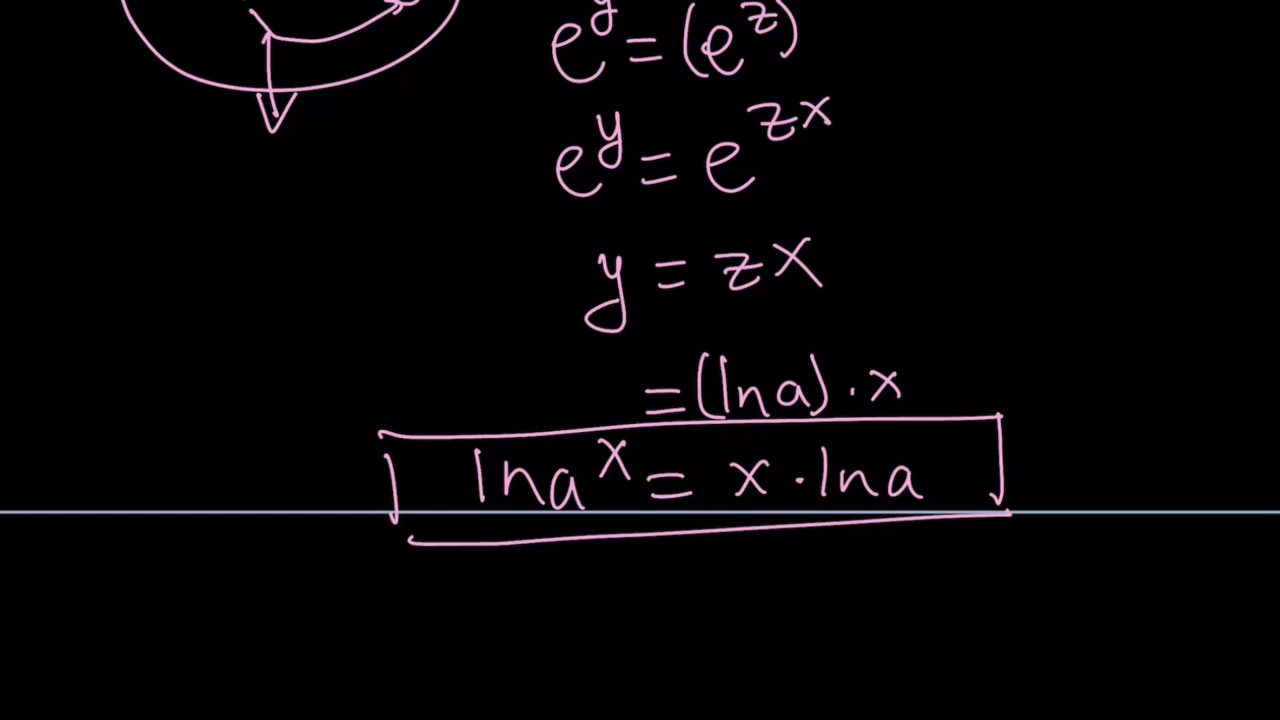 e^y = (e^z)
e^y = e^{zx}
y = zx
= (ln a) · x
ln a^x = x · ln a